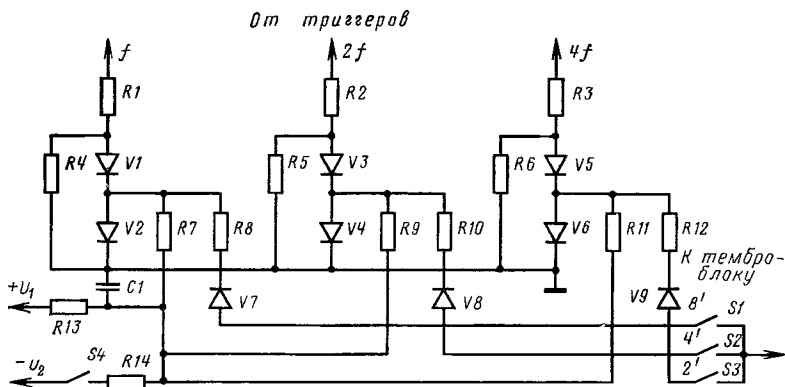 От триггеров
f 2f 4f
R1 R2 R3
R4 V1 R5 V3 R6 V5
V2 R7 R8 V4 R9 R10 V6 R11 R12
К тембро-
блоку
C1 V7 V8 V9 8' S1
+U₁
R13 4' S2
-U₂ S4 R14 2' S3